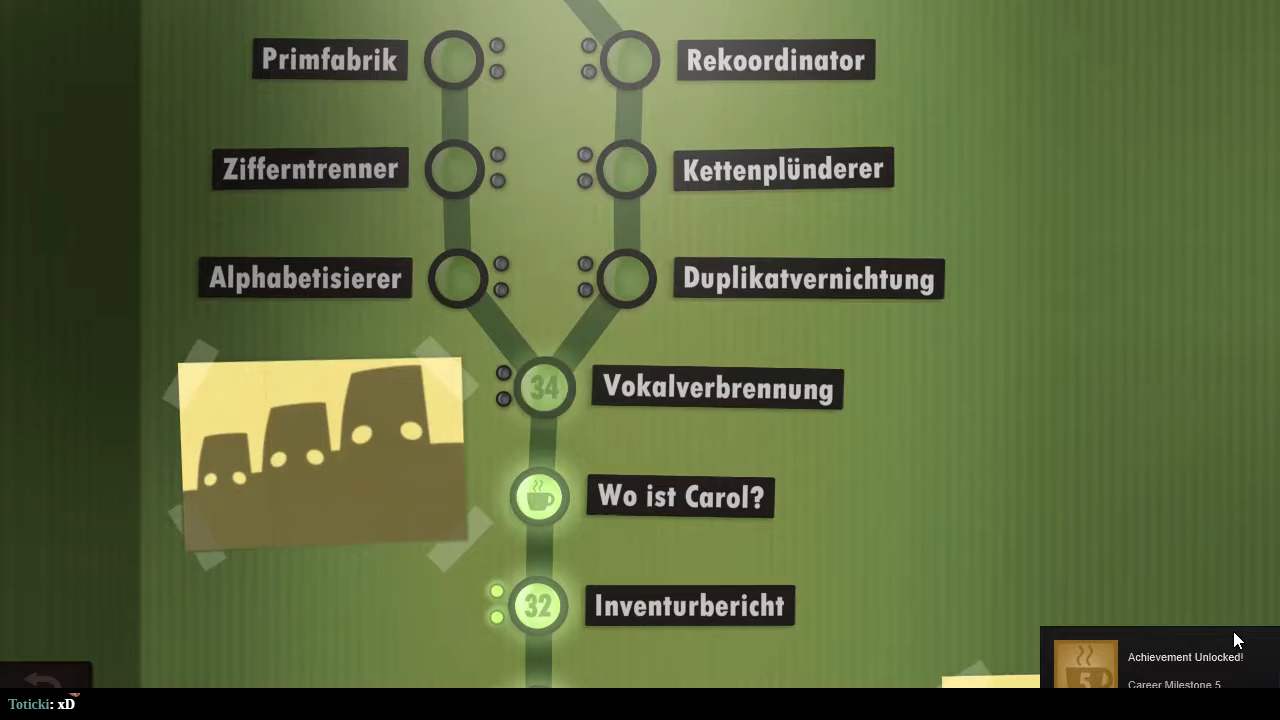 Primfabrik
Rekoordinator
Zifferntrenner
Kettenplünderer
Alphabetisierer
Duplikatvernichtung
34
Vokalverbrennung
Wo ist Carol?
32
Inventurbericht
5
Achievement Unlocked!
Career Milestone 5
Toticki: xD